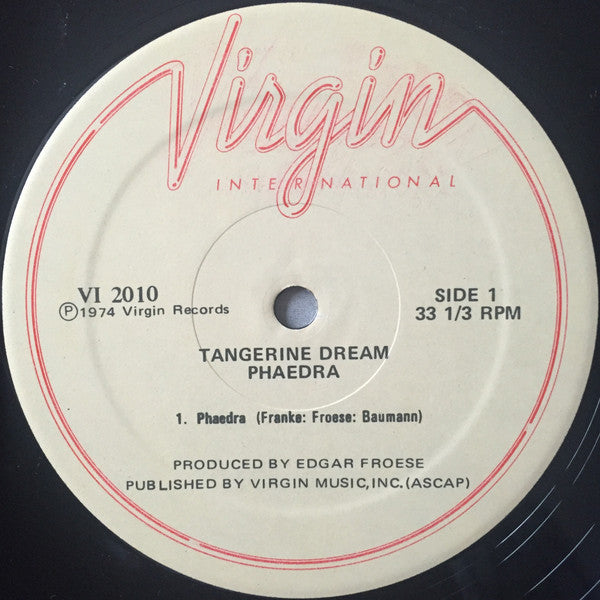 Virgin
INTERNATIONAL
VI 2010
Ⓟ1974 Virgin Records
SIDE 1
33 1/3 RPM
TANGERINE DREAM
PHAEDRA
1. Phaedra (Franke: Froese: Baumann)
PRODUCED BY EDGAR FROESE
PUBLISHED BY VIRGIN MUSIC, INC. (ASCAP)